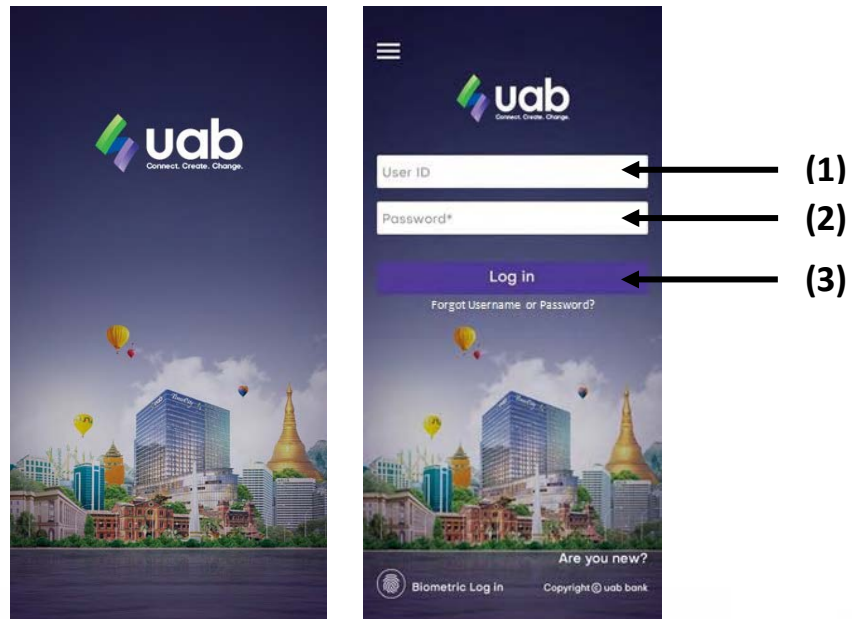 uab
Connect. Create. Change.
uab
Connect. Create. Change.
User ID
(1)
Password*
(2)
Log in
(3)
Forgot Username or Password?
Are you new?
Biometric Log in
Copyright © uab bank